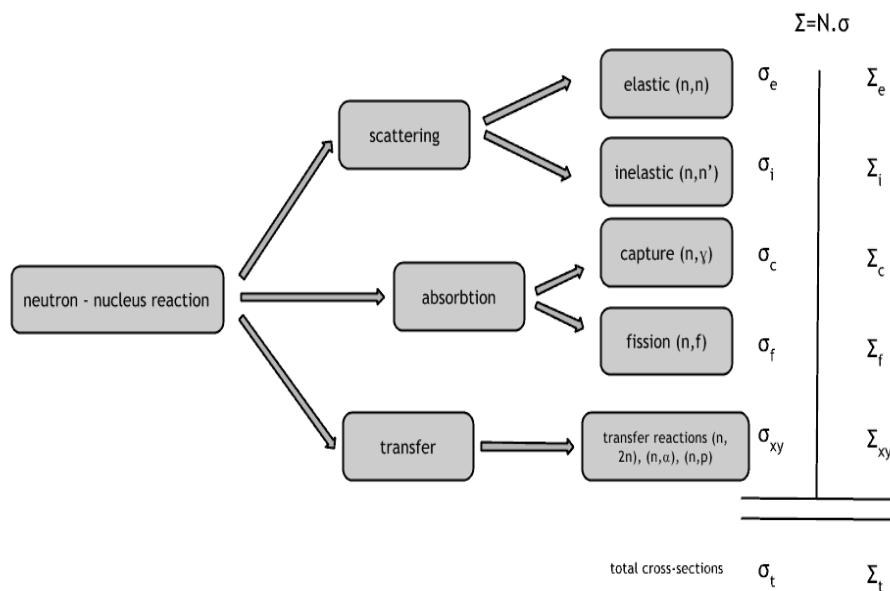 Σ=N.σ
elastic (n,n)
σe
Σe
scattering
inelastic (n,n')
σi
Σi
capture (n,γ)
σc
Σc
neutron - nucleus reaction
absorbtion
fission (n,f)
σf
Σf
transfer
transfer reactions (n,
2n), (n,α), (n,p)
σxy
Σxy
total cross-sections
σt
Σt